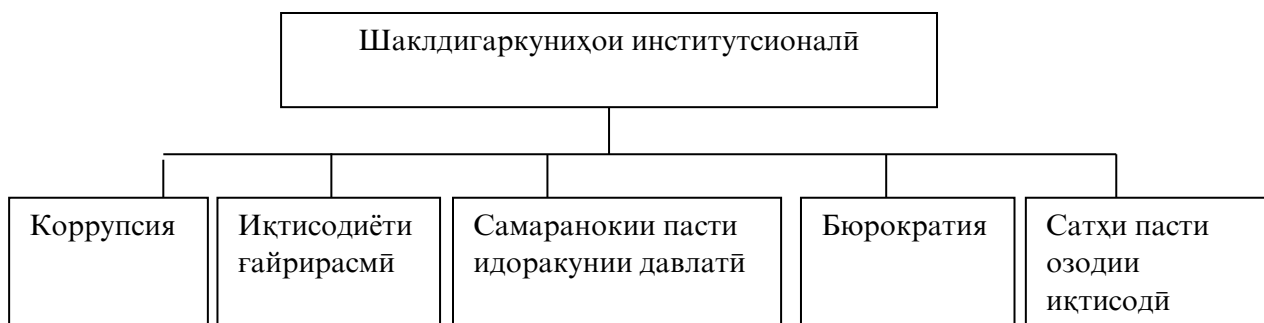 Шаклдигаркуниҳои институтсионалӣ
Коррупсия
Иқтисодиёти
ғайрирасмӣ
Самаранокии пасти
идоракунии давлатӣ
Бюрократия
Сатҳи пасти
озодии
иқтисодӣ